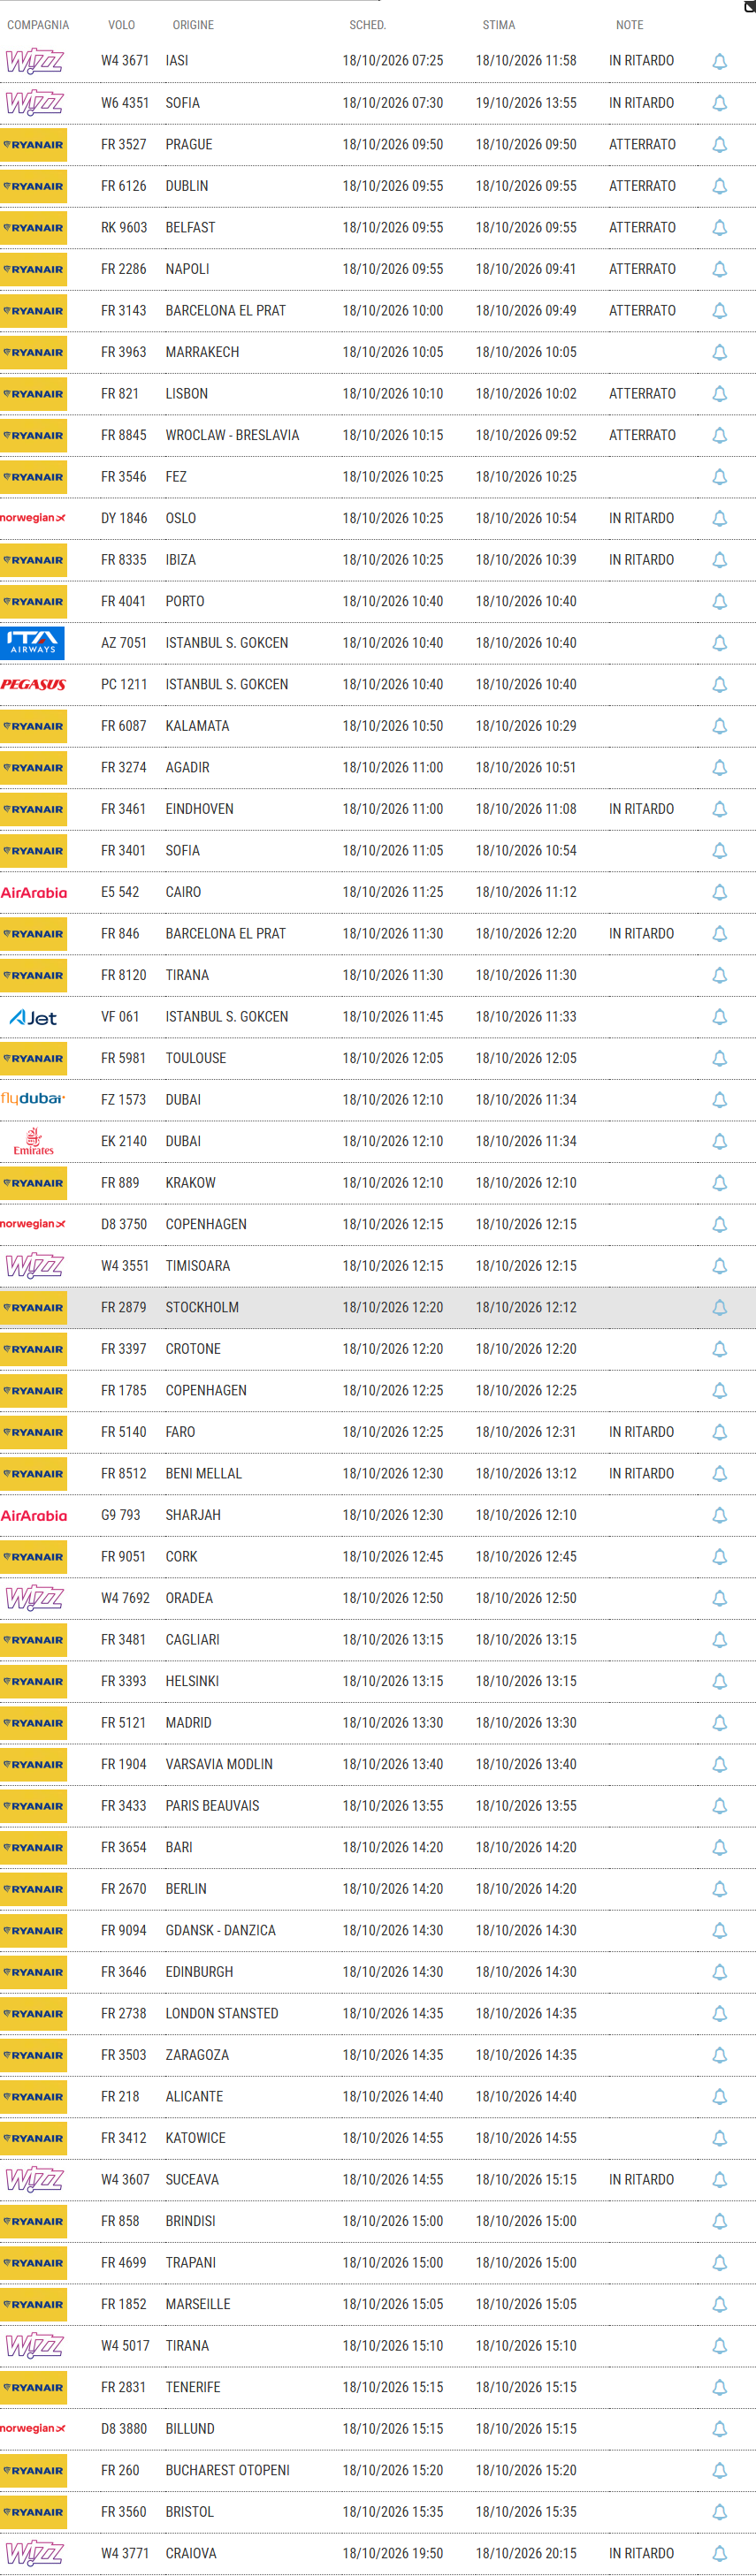 COMPAGNIA VOLO ORIGINE SCHED. STIMA NOTE
WIZZ W4 3671 IASI 18/10/2026 07:25 18/10/2026 11:58 IN RITARDO
WIZZ W6 4351 SOFIA 18/10/2026 07:30 19/10/2026 13:55 IN RITARDO
RYANAIR FR 3527 PRAGUE 18/10/2026 09:50 18/10/2026 09:50 ATTERRATO
RYANAIR FR 6126 DUBLIN 18/10/2026 09:55 18/10/2026 09:55 ATTERRATO
RYANAIR RK 9603 BELFAST 18/10/2026 09:55 18/10/2026 09:55 ATTERRATO
RYANAIR FR 2286 NAPOLI 18/10/2026 09:55 18/10/2026 09:41 ATTERRATO
RYANAIR FR 3143 BARCELONA EL PRAT 18/10/2026 10:00 18/10/2026 09:49 ATTERRATO
RYANAIR FR 3963 MARRAKECH 18/10/2026 10:05 18/10/2026 10:05
RYANAIR FR 821 LISBON 18/10/2026 10:10 18/10/2026 10:02 ATTERRATO
RYANAIR FR 8845 WROCLAW - BRESLAVIA 18/10/2026 10:15 18/10/2026 09:52 ATTERRATO
RYANAIR FR 3546 FEZ 18/10/2026 10:25 18/10/2026 10:25
norwegian DY 1846 OSLO 18/10/2026 10:25 18/10/2026 10:54 IN RITARDO
RYANAIR FR 8335 IBIZA 18/10/2026 10:25 18/10/2026 10:39 IN RITARDO
RYANAIR FR 4041 PORTO 18/10/2026 10:40 18/10/2026 10:40
ITA AIRWAYS AZ 7051 ISTANBUL S. GOKCEN 18/10/2026 10:40 18/10/2026 10:40
PEGASUS PC 1211 ISTANBUL S. GOKCEN 18/10/2026 10:40 18/10/2026 10:40
RYANAIR FR 6087 KALAMATA 18/10/2026 10:50 18/10/2026 10:29
RYANAIR FR 3274 AGADIR 18/10/2026 11:00 18/10/2026 10:51
RYANAIR FR 3461 EINDHOVEN 18/10/2026 11:00 18/10/2026 11:08 IN RITARDO
RYANAIR FR 3401 SOFIA 18/10/2026 11:05 18/10/2026 10:54
AirArabia E5 542 CAIRO 18/10/2026 11:25 18/10/2026 11:12
RYANAIR FR 846 BARCELONA EL PRAT 18/10/2026 11:30 18/10/2026 12:20 IN RITARDO
RYANAIR FR 8120 TIRANA 18/10/2026 11:30 18/10/2026 11:30
AJet VF 061 ISTANBUL S. GOKCEN 18/10/2026 11:45 18/10/2026 11:33
RYANAIR FR 5981 TOULOUSE 18/10/2026 12:05 18/10/2026 12:05
flydubai FZ 1573 DUBAI 18/10/2026 12:10 18/10/2026 11:34
Emirates EK 2140 DUBAI 18/10/2026 12:10 18/10/2026 11:34
RYANAIR FR 889 KRAKOW 18/10/2026 12:10 18/10/2026 12:10
norwegian D8 3750 COPENHAGEN 18/10/2026 12:15 18/10/2026 12:15
WIZZ W4 3551 TIMISOARA 18/10/2026 12:15 18/10/2026 12:15
RYANAIR FR 2879 STOCKHOLM 18/10/2026 12:20 18/10/2026 12:12
RYANAIR FR 3397 CROTONE 18/10/2026 12:20 18/10/2026 12:20
RYANAIR FR 1785 COPENHAGEN 18/10/2026 12:25 18/10/2026 12:25
RYANAIR FR 5140 FARO 18/10/2026 12:25 18/10/2026 12:31 IN RITARDO
RYANAIR FR 8512 BENI MELLAL 18/10/2026 12:30 18/10/2026 13:12 IN RITARDO
AirArabia G9 793 SHARJAH 18/10/2026 12:30 18/10/2026 12:10
RYANAIR FR 9051 CORK 18/10/2026 12:45 18/10/2026 12:45
WIZZ W4 7692 ORADEA 18/10/2026 12:50 18/10/2026 12:50
RYANAIR FR 3481 CAGLIARI 18/10/2026 13:15 18/10/2026 13:15
RYANAIR FR 3393 HELSINKI 18/10/2026 13:15 18/10/2026 13:15
RYANAIR FR 5121 MADRID 18/10/2026 13:30 18/10/2026 13:30
RYANAIR FR 1904 VARSAVIA MODLIN 18/10/2026 13:40 18/10/2026 13:40
RYANAIR FR 3433 PARIS BEAUVAIS 18/10/2026 13:55 18/10/2026 13:55
RYANAIR FR 3654 BARI 18/10/2026 14:20 18/10/2026 14:20
RYANAIR FR 2670 BERLIN 18/10/2026 14:20 18/10/2026 14:20
RYANAIR FR 9094 GDANSK - DANZICA 18/10/2026 14:30 18/10/2026 14:30
RYANAIR FR 3646 EDINBURGH 18/10/2026 14:30 18/10/2026 14:30
RYANAIR FR 2738 LONDON STANSTED 18/10/2026 14:35 18/10/2026 14:35
RYANAIR FR 3503 ZARAGOZA 18/10/2026 14:35 18/10/2026 14:35
RYANAIR FR 218 ALICANTE 18/10/2026 14:40 18/10/2026 14:40
RYANAIR FR 3412 KATOWICE 18/10/2026 14:55 18/10/2026 14:55
WIZZ W4 3607 SUCEAVA 18/10/2026 14:55 18/10/2026 15:15 IN RITARDO
RYANAIR FR 858 BRINDISI 18/10/2026 15:00 18/10/2026 15:00
RYANAIR FR 4699 TRAPANI 18/10/2026 15:00 18/10/2026 15:00
RYANAIR FR 1852 MARSEILLE 18/10/2026 15:05 18/10/2026 15:05
WIZZ W4 5017 TIRANA 18/10/2026 15:10 18/10/2026 15:10
RYANAIR FR 2831 TENERIFE 18/10/2026 15:15 18/10/2026 15:15
norwegian D8 3880 BILLUND 18/10/2026 15:15 18/10/2026 15:15
RYANAIR FR 260 BUCHAREST OTOPENI 18/10/2026 15:20 18/10/2026 15:20
RYANAIR FR 3560 BRISTOL 18/10/2026 15:35 18/10/2026 15:35
WIZZ W4 3771 CRAIOVA 18/10/2026 19:50 18/10/2026 20:15 IN RITARDO